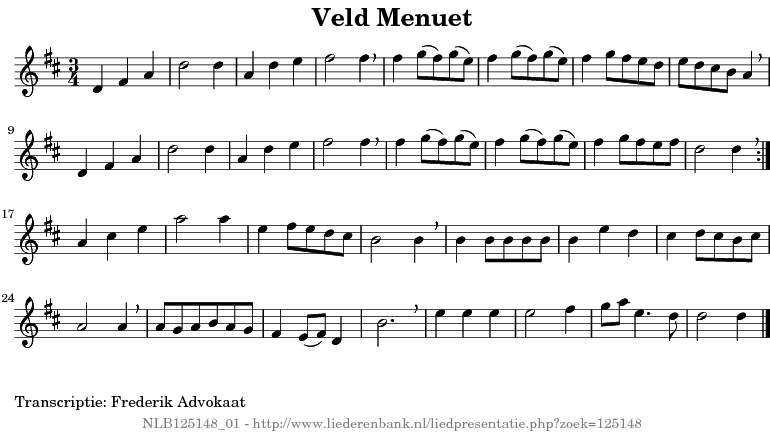 Veld Menuet
3
4
9
17
24
Transcriptie: Frederik Advokaat
NLB125148_01 - http://www.liederenbank.nl/liedpresentatie.php?zoek=125148